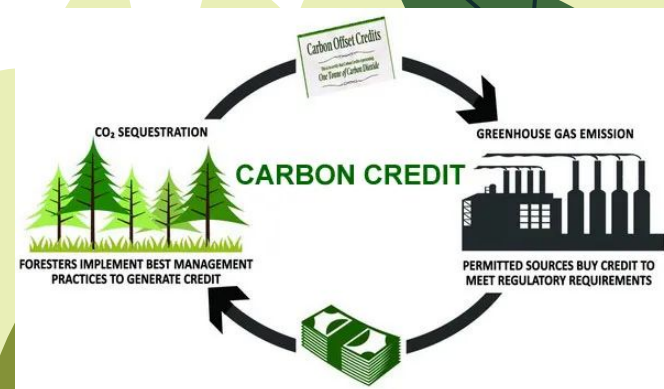 Carbon Offset Credits
One Tonne of Carbon Dioxide
CO₂ SEQUESTRATION
GREENHOUSE GAS EMISSION
CARBON CREDIT
FORESTERS IMPLEMENT BEST MANAGEMENT
PRACTICES TO GENERATE CREDIT
PERMITTED SOURCES BUY CREDIT TO
MEET REGULATORY REQUIREMENTS